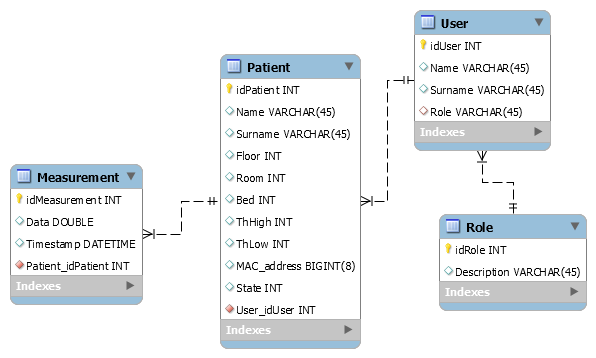 Measurement
idMeasurement INT
Data DOUBLE
Timestamp DATETIME
Patient_idPatient INT
Indexes
Patient
idPatient INT
Name VARCHAR(45)
Surname VARCHAR(45)
Floor INT
Room INT
Bed INT
ThHigh INT
ThLow INT
MAC_address BIGINT(8)
State INT
User_idUser INT
Indexes
User
idUser INT
Name VARCHAR(45)
Surname VARCHAR(45)
Role VARCHAR(45)
Indexes
Role
idRole INT
Description VARCHAR(45)
Indexes